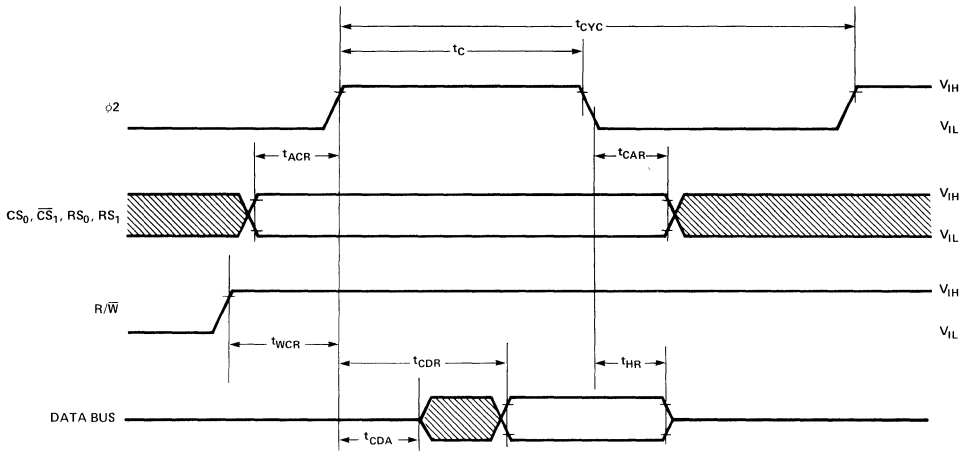 tCYC
tC
φ2
VIH
VIL
tACR
tCAR
CS0, C̅S̅1, RS0, RS1
VIH
VIL
R/W̅
VIH
VIL
tWCR
tCDR
tHR
DATA BUS
tCDA